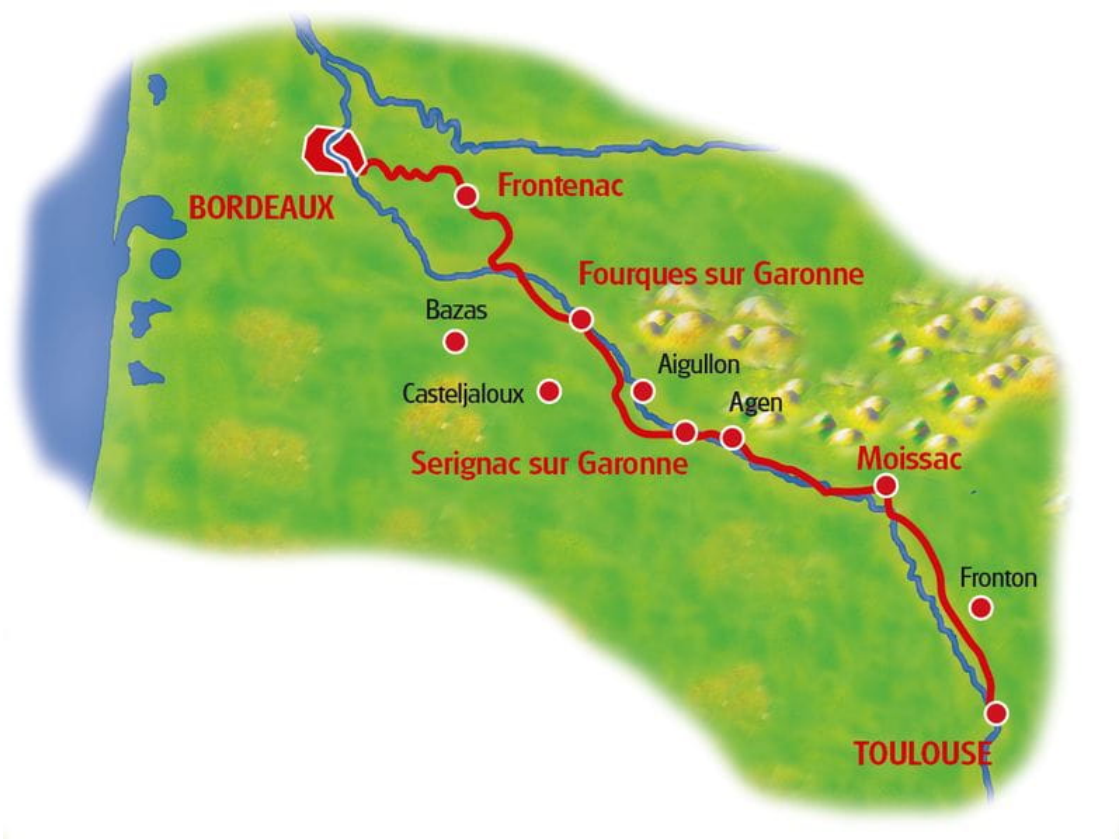 Frontenac
BORDEAUX
Fourques sur Garonne
Bazas
Aigullon
Casteljaloux
Agen
Serignac sur Garonne
Moissac
Fronton
TOULOUSE